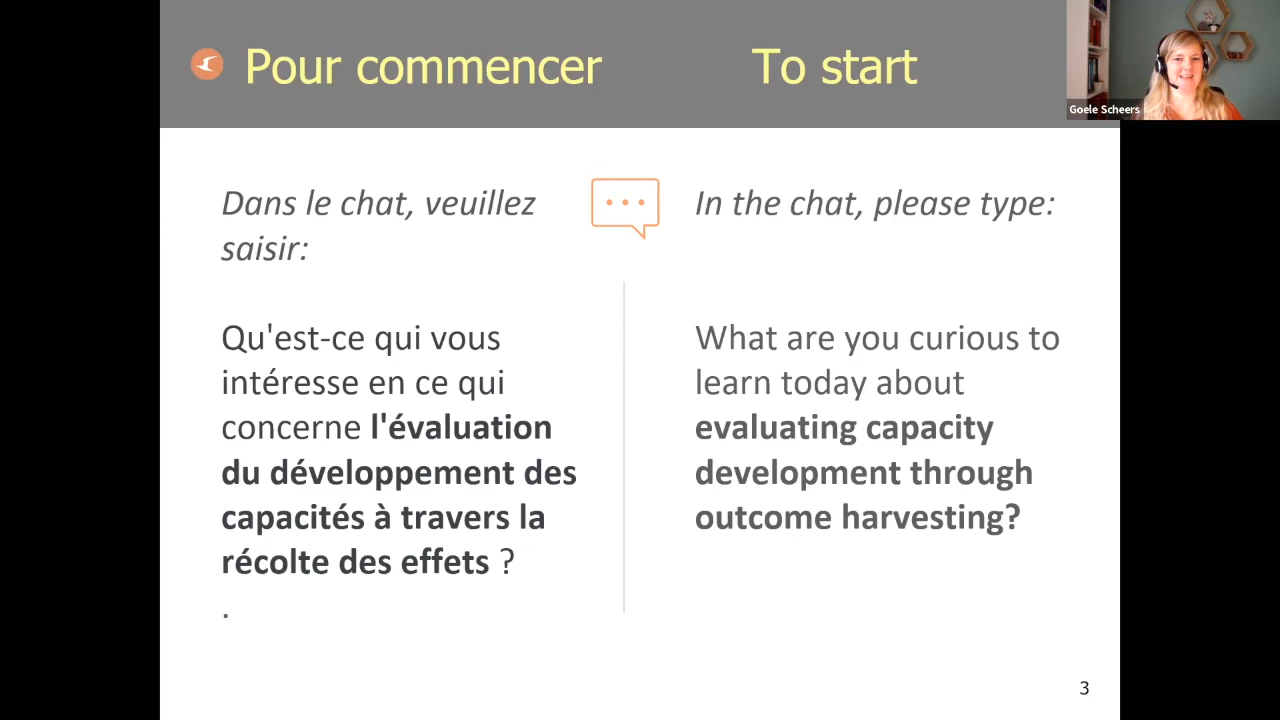 Pour commencer
To start
Goele Scheers
Dans le chat, veuillez
saisir:
In the chat, please type:
Qu'est-ce qui vous
intéresse en ce qui
concerne l'évaluation
du développement des
capacités à travers la
récolte des effets ?
.
What are you curious to
learn today about
evaluating capacity
development through
outcome harvesting?
3